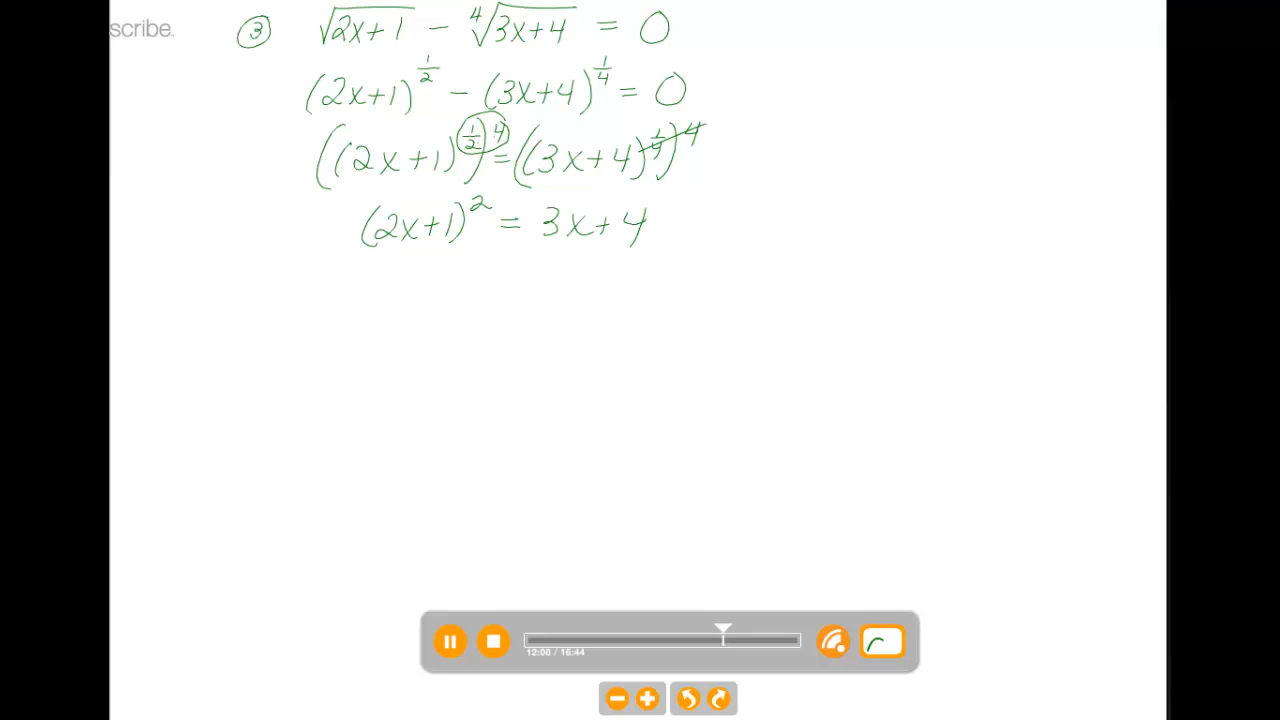 scribe.
③ √(2x+1) - ∜(3x+4) = 0
(2x+1)^(1/2) - (3x+4)^(1/4) = 0
((2x+1)^(1/2))^4 = ((3x+4)^(1/4))^4
(2x+1)^2 = 3x+4
12:00 / 16:44